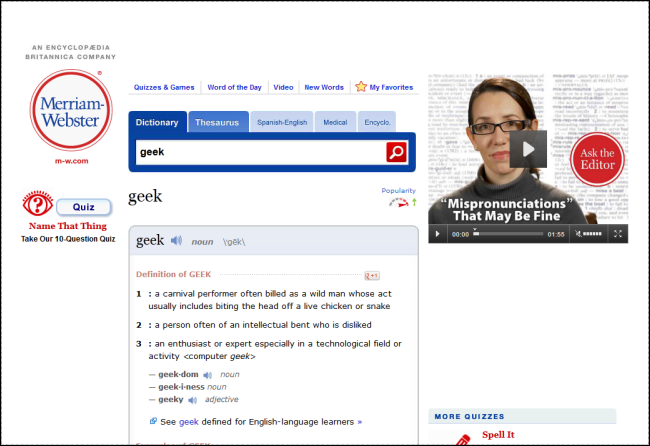 AN ENCYCLOPÆDIA
BRITANNICA COMPANY
Merriam-
Webster
®
m-w.com
Quiz
Name That Thing
Take Our 10-Question Quiz
Quizzes & Games
Word of the Day
Video
New Words
My Favorites
Dictionary
Thesaurus
Spanish-English
Medical
Encyclo.
geek
geek
Popularity
geek noun \ˈgēk\
Definition of GEEK
+1
1 : a carnival performer often billed as a wild man whose act
usually includes biting the head off a live chicken or snake
2 : a person often of an intellectual bent who is disliked
3 : an enthusiast or expert especially in a technological field or
activity <computer geek>
— geek·dom noun
— geek·i·ness noun
— geeky adjective
See geek defined for English-language learners »
Ask the
Editor
“Mispronunciations”
That May Be Fine
00:00
01:55
MORE QUIZZES
Spell It